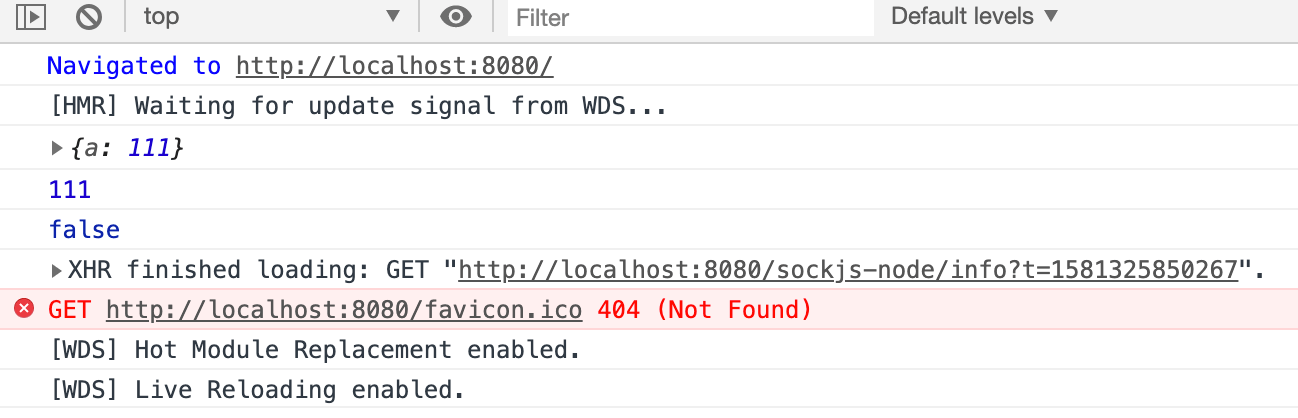 top Filter Default levels
Navigated to http://localhost:8080/
[HMR] Waiting for update signal from WDS...
{a: 111}
111
false
XHR finished loading: GET "http://localhost:8080/sockjs-node/info?t=1581325850267".
GET http://localhost:8080/favicon.ico 404 (Not Found)
[WDS] Hot Module Replacement enabled.
[WDS] Live Reloading enabled.